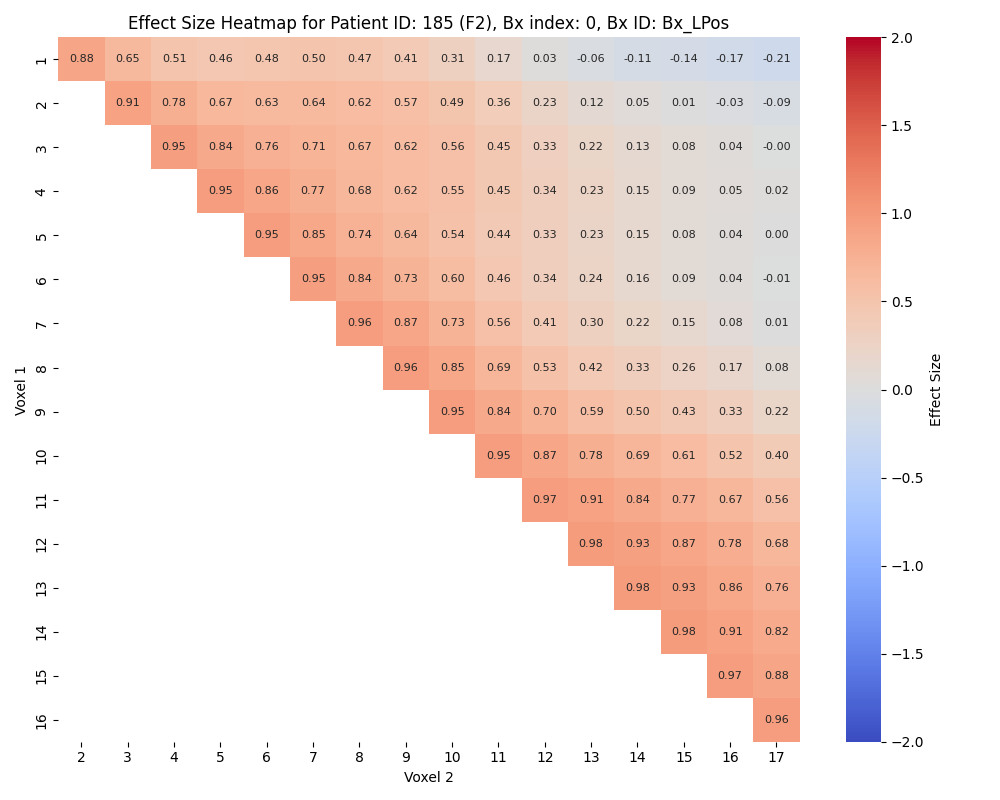 Effect Size Heatmap for Patient ID: 185 (F2), Bx index: 0, Bx ID: Bx_LPos
1 0.88 0.65 0.51 0.46 0.48 0.50 0.47 0.41 0.31 0.17 0.03 -0.06 -0.11 -0.14 -0.17 -0.21
2 0.91 0.78 0.67 0.63 0.64 0.62 0.57 0.49 0.36 0.23 0.12 0.05 0.01 -0.03 -0.09
3 0.95 0.84 0.76 0.71 0.67 0.62 0.56 0.45 0.33 0.22 0.13 0.08 0.04 -0.00
4 0.95 0.86 0.77 0.68 0.62 0.55 0.45 0.34 0.23 0.15 0.09 0.05 0.02
5 0.95 0.85 0.74 0.64 0.54 0.44 0.33 0.23 0.15 0.08 0.04 0.00
6 0.95 0.84 0.73 0.60 0.46 0.34 0.24 0.16 0.09 0.04 -0.01
7 0.96 0.87 0.73 0.56 0.41 0.30 0.22 0.15 0.08 0.01
8 0.96 0.85 0.69 0.53 0.42 0.33 0.26 0.17 0.08
9 0.95 0.84 0.70 0.59 0.50 0.43 0.33 0.22
10 0.95 0.87 0.78 0.69 0.61 0.52 0.40
11 0.97 0.91 0.84 0.77 0.67 0.56
12 0.98 0.93 0.87 0.78 0.68
13 0.98 0.93 0.86 0.76
14 0.98 0.91 0.82
15 0.97 0.88
16 0.96
2 3 4 5 6 7 8 9 10 11 12 13 14 15 16 17
Voxel 2
Voxel 1
2.0
1.5
1.0
0.5
0.0
−0.5
−1.0
−1.5
−2.0
Effect Size